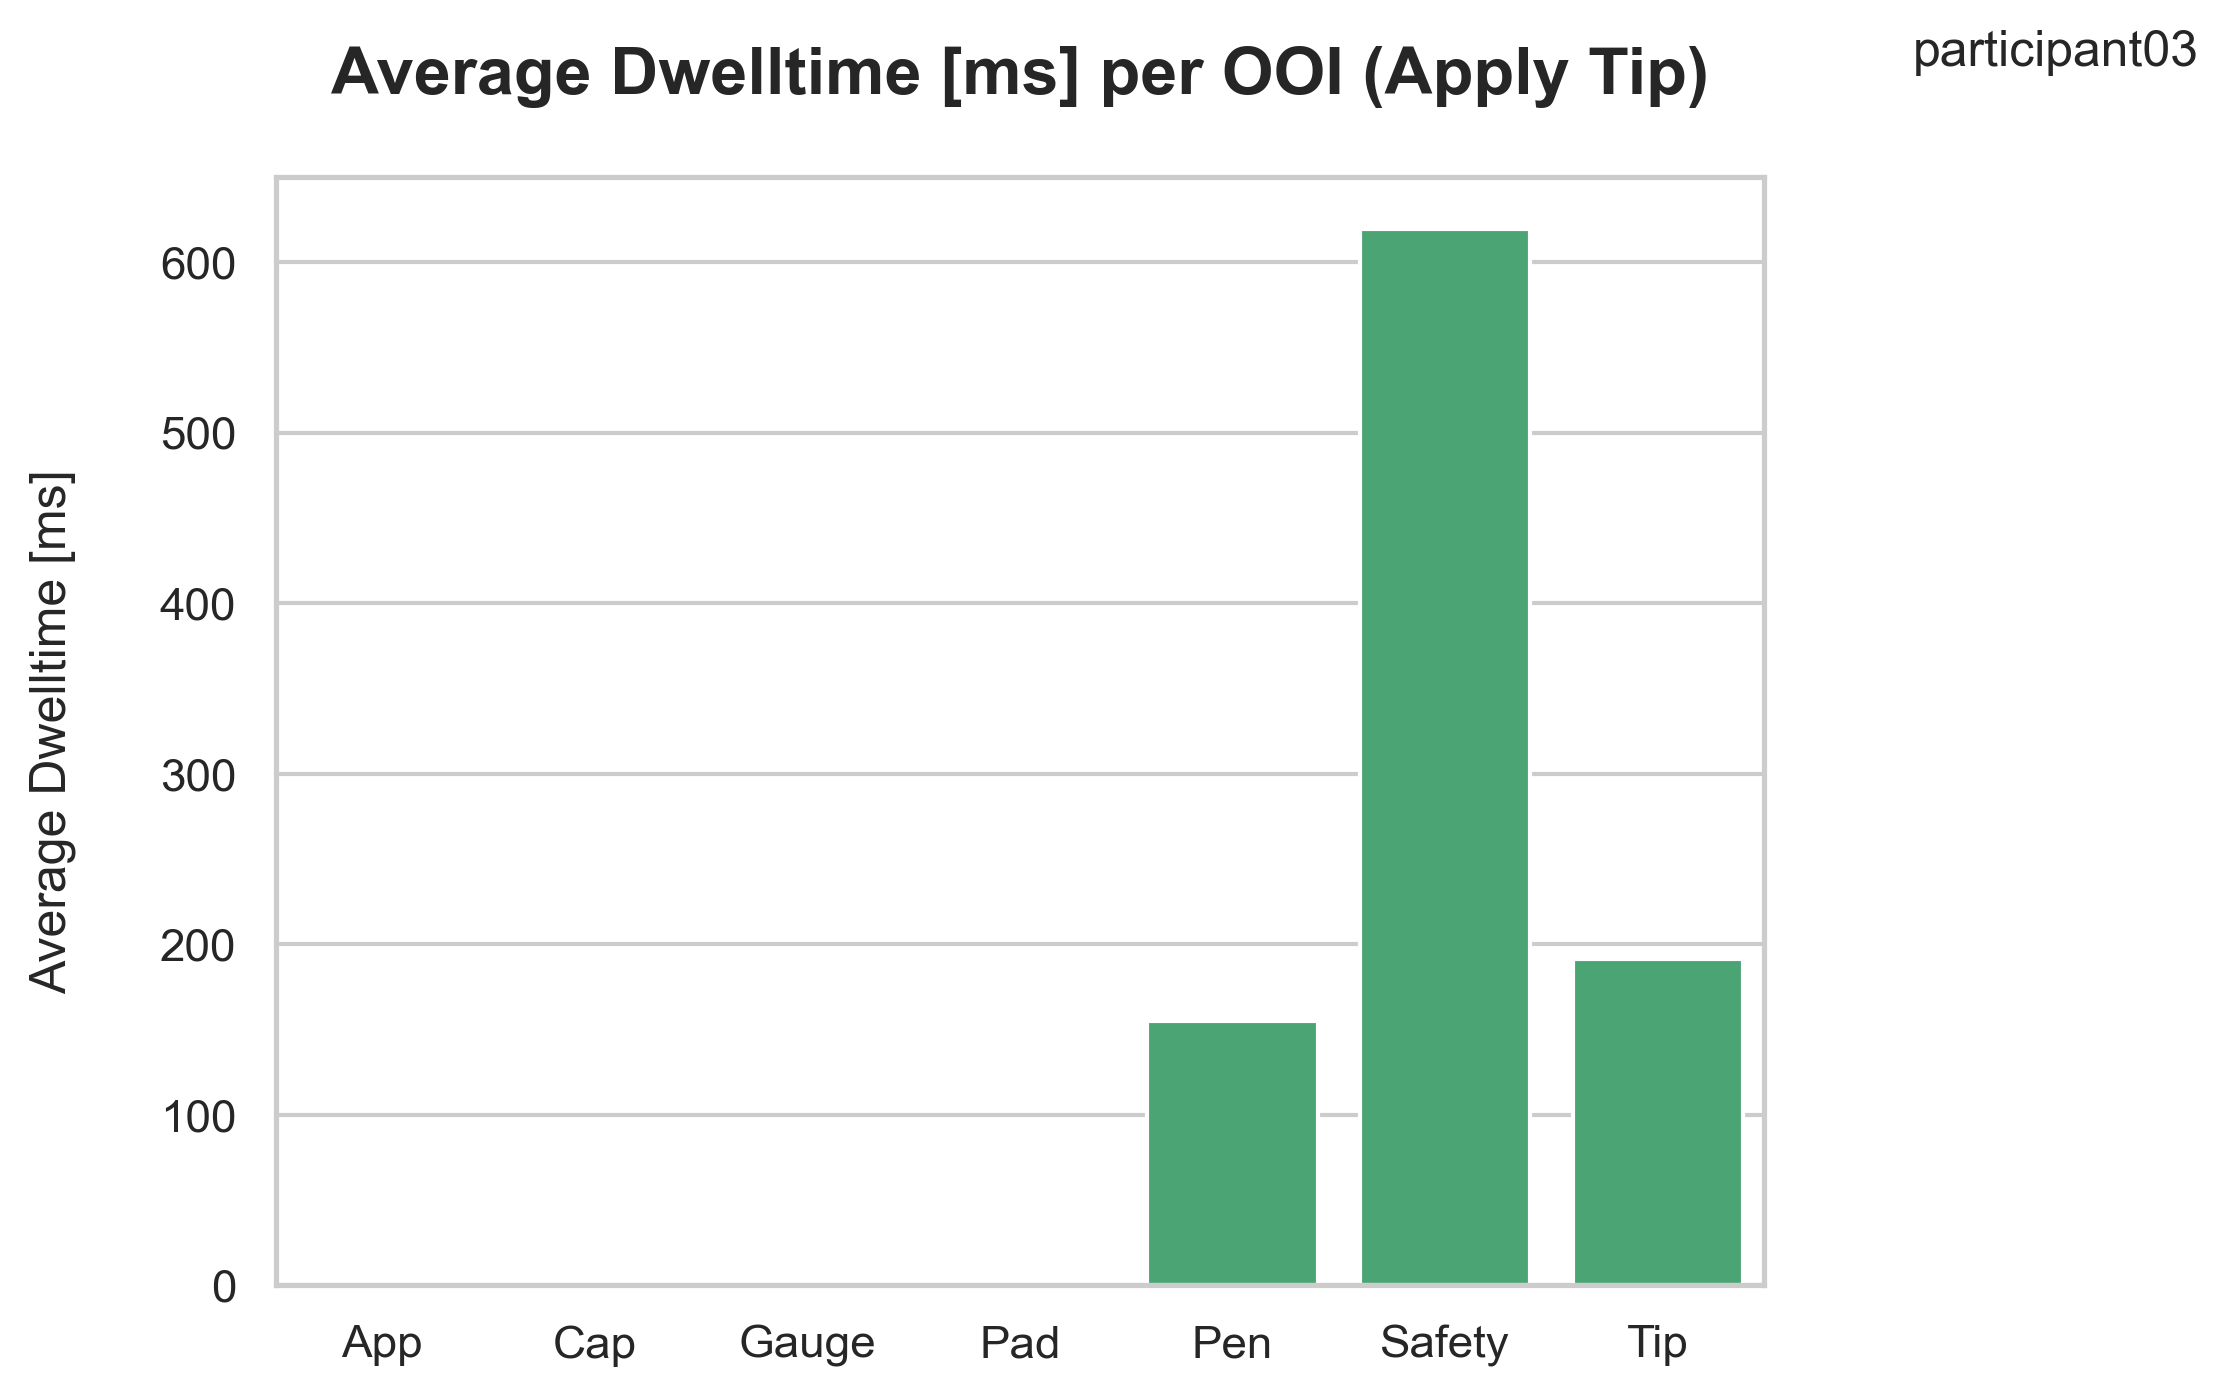 participant03
Average Dwelltime [ms] per OOI (Apply Tip)
Average Dwelltime [ms]
600
500
400
300
200
100
0
App Cap Gauge Pad Pen Safety Tip